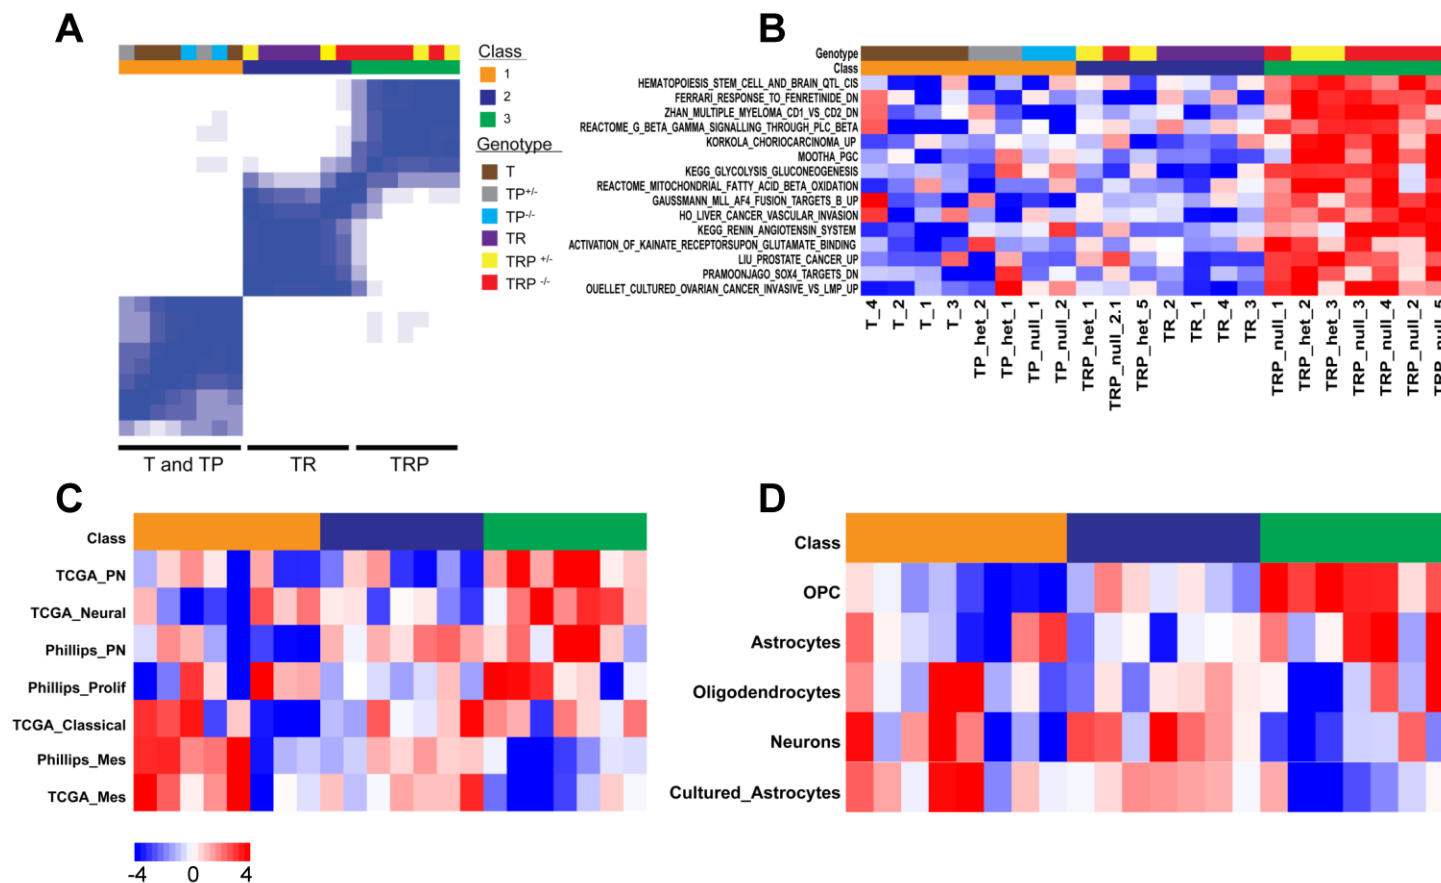 A
Class
1
2
3
Genotype
T
TP+/-
TP-/-
TR
TRP +/-
TRP -/-
T and TP
TR
TRP
B
Genotype
Class
HEMATOPOIESIS_STEM_CELL_AND_BRAIN_QTL_CIS
FERRARI_RESPONSE_TO_FENRETINIDE_DN
ZHAN_MULTIPLE_MYELOMA_CD1_VS_CD2_DN
REACTOME_G_BETA_GAMMA_SIGNALLING_THROUGH_PLC_BETA
KORKOLA_CHORIOCARCINOMA_UP
MOOTHA_PGC
KEGG_GLYCOLYSIS_GLUCONEOGENESIS
REACTOME_MITOCHONDRIAL_FATTY_ACID_BETA_OXIDATION
GAUSSMANN_MLL_AF4_FUSION_TARGETS_B_UP
HO_LIVER_CANCER_VASCULAR_INVASION
KEGG_RENIN_ANGIOTENSIN_SYSTEM
ACTIVATION_OF_KAINATE_RECEPTORSUPON_GLUTAMATE_BINDING
LIU_PROSTATE_CANCER_UP
PRAMOONJAGO_SOX4_TARGETS_DN
OUELLET_CULTURED_OVARIAN_CANCER_INVASIVE_VS_LMP_UP
T_4
T_2
T_1
T_3
TP_het_2
TP_het_1
TP_null_1
TP_null_2
TRP_het_1
TRP_null_2.1
TRP_het_5
TR_2
TR_1
TR_4
TR_3
TRP_null_1
TRP_het_2
TRP_het_3
TRP_null_3
TRP_null_4
TRP_null_2
TRP_null_5
C
Class
TCGA_PN
TCGA_Neural
Phillips_PN
Phillips_Prolif
TCGA_Classical
Phillips_Mes
TCGA_Mes
-4 0 4
D
Class
OPC
Astrocytes
Oligodendrocytes
Neurons
Cultured_Astrocytes